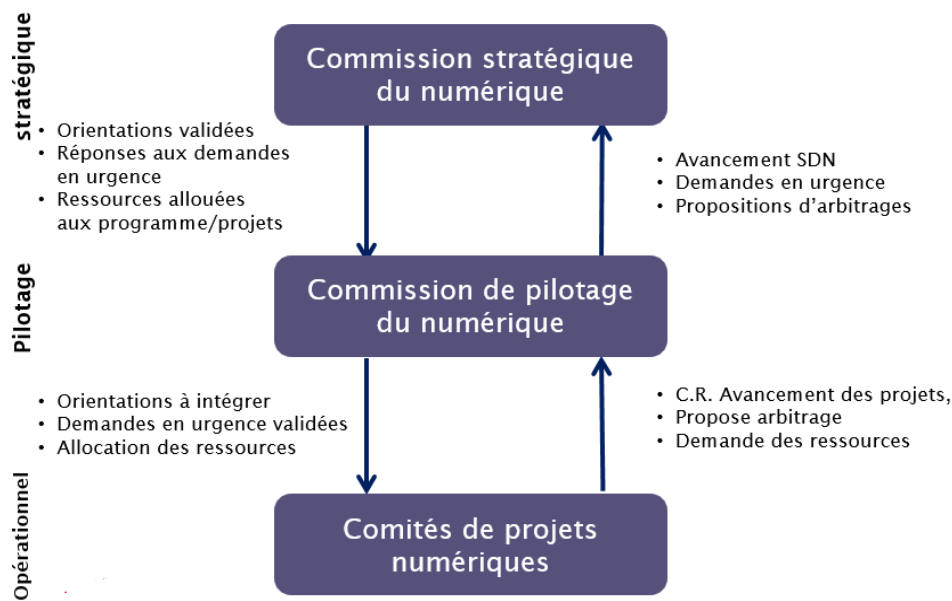 stratégique
Commission stratégique
du numérique
• Orientations validées
• Réponses aux demandes
en urgence
• Ressources allouées
aux programme/projets
• Avancement SDN
• Demandes en urgence
• Propositions d’arbitrages
Pilotage
Commission de pilotage
du numérique
• Orientations à intégrer
• Demandes en urgence validées
• Allocation des ressources
• C.R. Avancement des projets,
• Propose arbitrage
• Demande des ressources
Opérationnel
Comités de projets
numériques